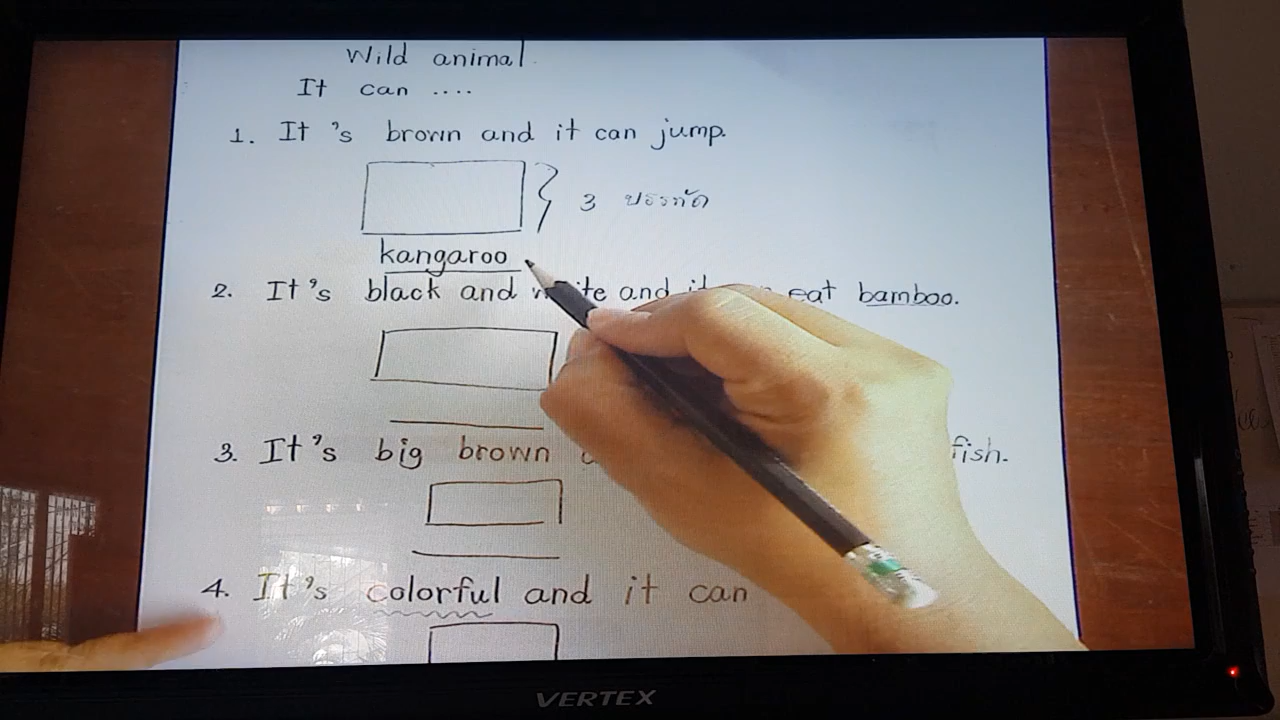 Wild animal
It can ....
1. It's brown and it can jump.
3 บรรทัด
kangaroo
2. It's black and and eat bamboo.
3. It's big brown fish.
4. It's colorful and it can
VERTEX